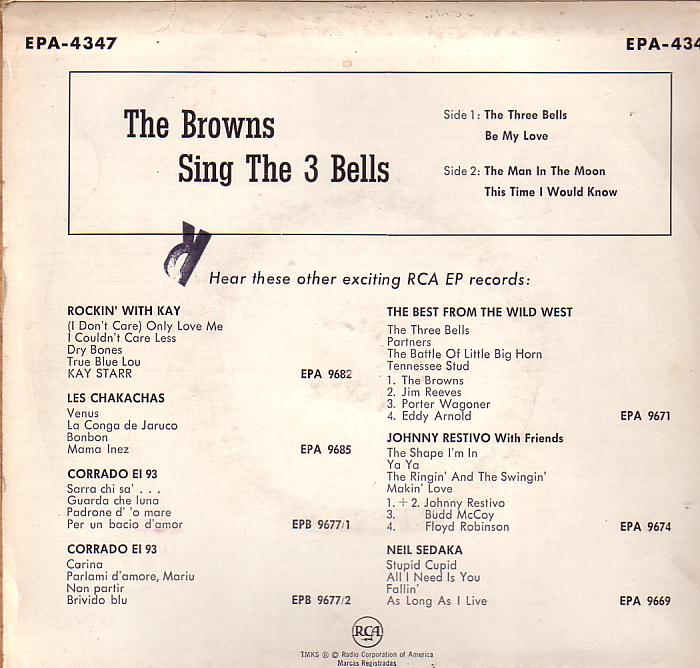 EPA-4347
EPA-434
The Browns
Sing The 3 Bells
Side 1: The Three Bells
Be My Love
Side 2: The Man In The Moon
This Time I Would Know
Hear these other exciting RCA EP records:
ROCKIN' WITH KAY
(I Don't Care) Only Love Me
I Couldn't Care Less
Dry Bones
True Blue Lou
KAY STARR EPA 9682
LES CHAKACHAS
Venus
La Conga de Jaruco
Bonbon
Mama Inez EPA 9685
CORRADO El 93
Sarra chi sa' . . .
Guarda che luna
Padrone d' 'o mare
Per un bacio d'amor EPB 9677/1
CORRADO El 93
Carina
Parlami d'amore, Mariu
Non partir
Brivido blu EPB 9677/2
THE BEST FROM THE WILD WEST
The Three Bells
Partners
The Battle Of Little Big Horn
Tennessee Stud
1. The Browns
2. Jim Reeves
3. Porter Wagoner
4. Eddy Arnold EPA 9671
JOHNNY RESTIVO With Friends
The Shape I'm In
Ya Ya
The Ringin' And The Swingin'
Makin' Love
1. + 2. Johnny Restivo
3. Budd McCoy
4. Floyd Robinson EPA 9674
NEIL SEDAKA
Stupid Cupid
All I Need Is You
Fallin'
As Long As I Live EPA 9669
RCA
TMKS ® © Radio Corporation of America
Marcas Registradas